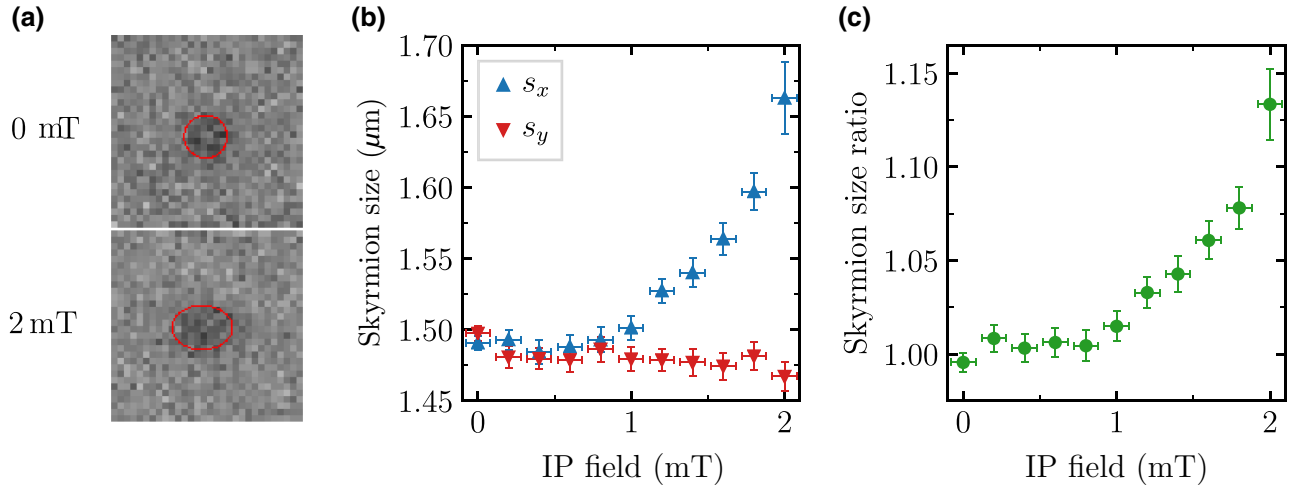 (a)
0 mT
2 mT
(b)
Skyrmion size (μm)
1.70
1.65
1.60
1.55
1.50
1.45
s_x
s_y
0
1
2
IP field (mT)
(c)
Skyrmion size ratio
1.15
1.10
1.05
1.00
0
1
2
IP field (mT)